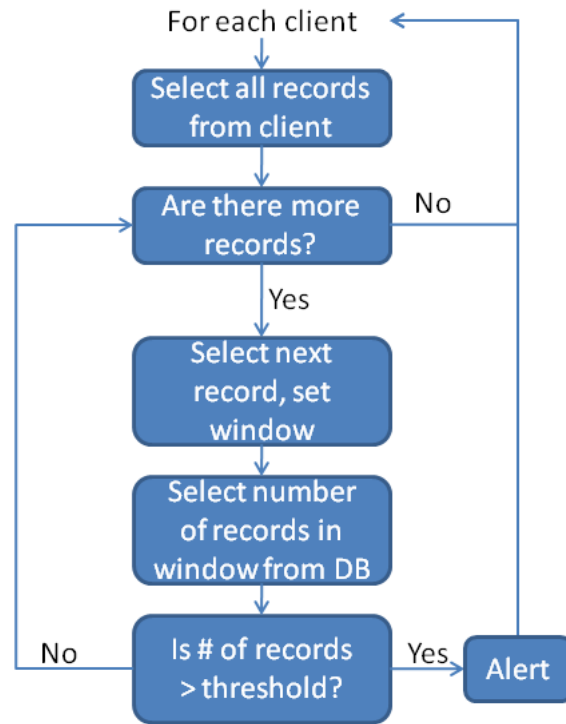 For each client
Select all records
from client
Are there more
records?
No
Yes
Select next
record, set
window
Select number
of records in
window from DB
Is # of records
> threshold?
No
Yes
Alert